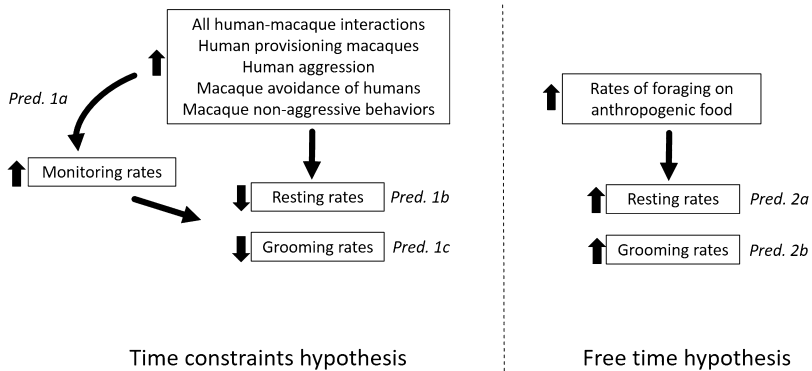 All human-macaque interactions
Human provisioning macaques
Human aggression
Macaque avoidance of humans
Macaque non-aggressive behaviors
Pred. 1a
Monitoring rates
Resting rates
Pred. 1b
Grooming rates
Pred. 1c
Time constraints hypothesis
Rates of foraging on
anthropogenic food
Resting rates
Pred. 2a
Grooming rates
Pred. 2b
Free time hypothesis